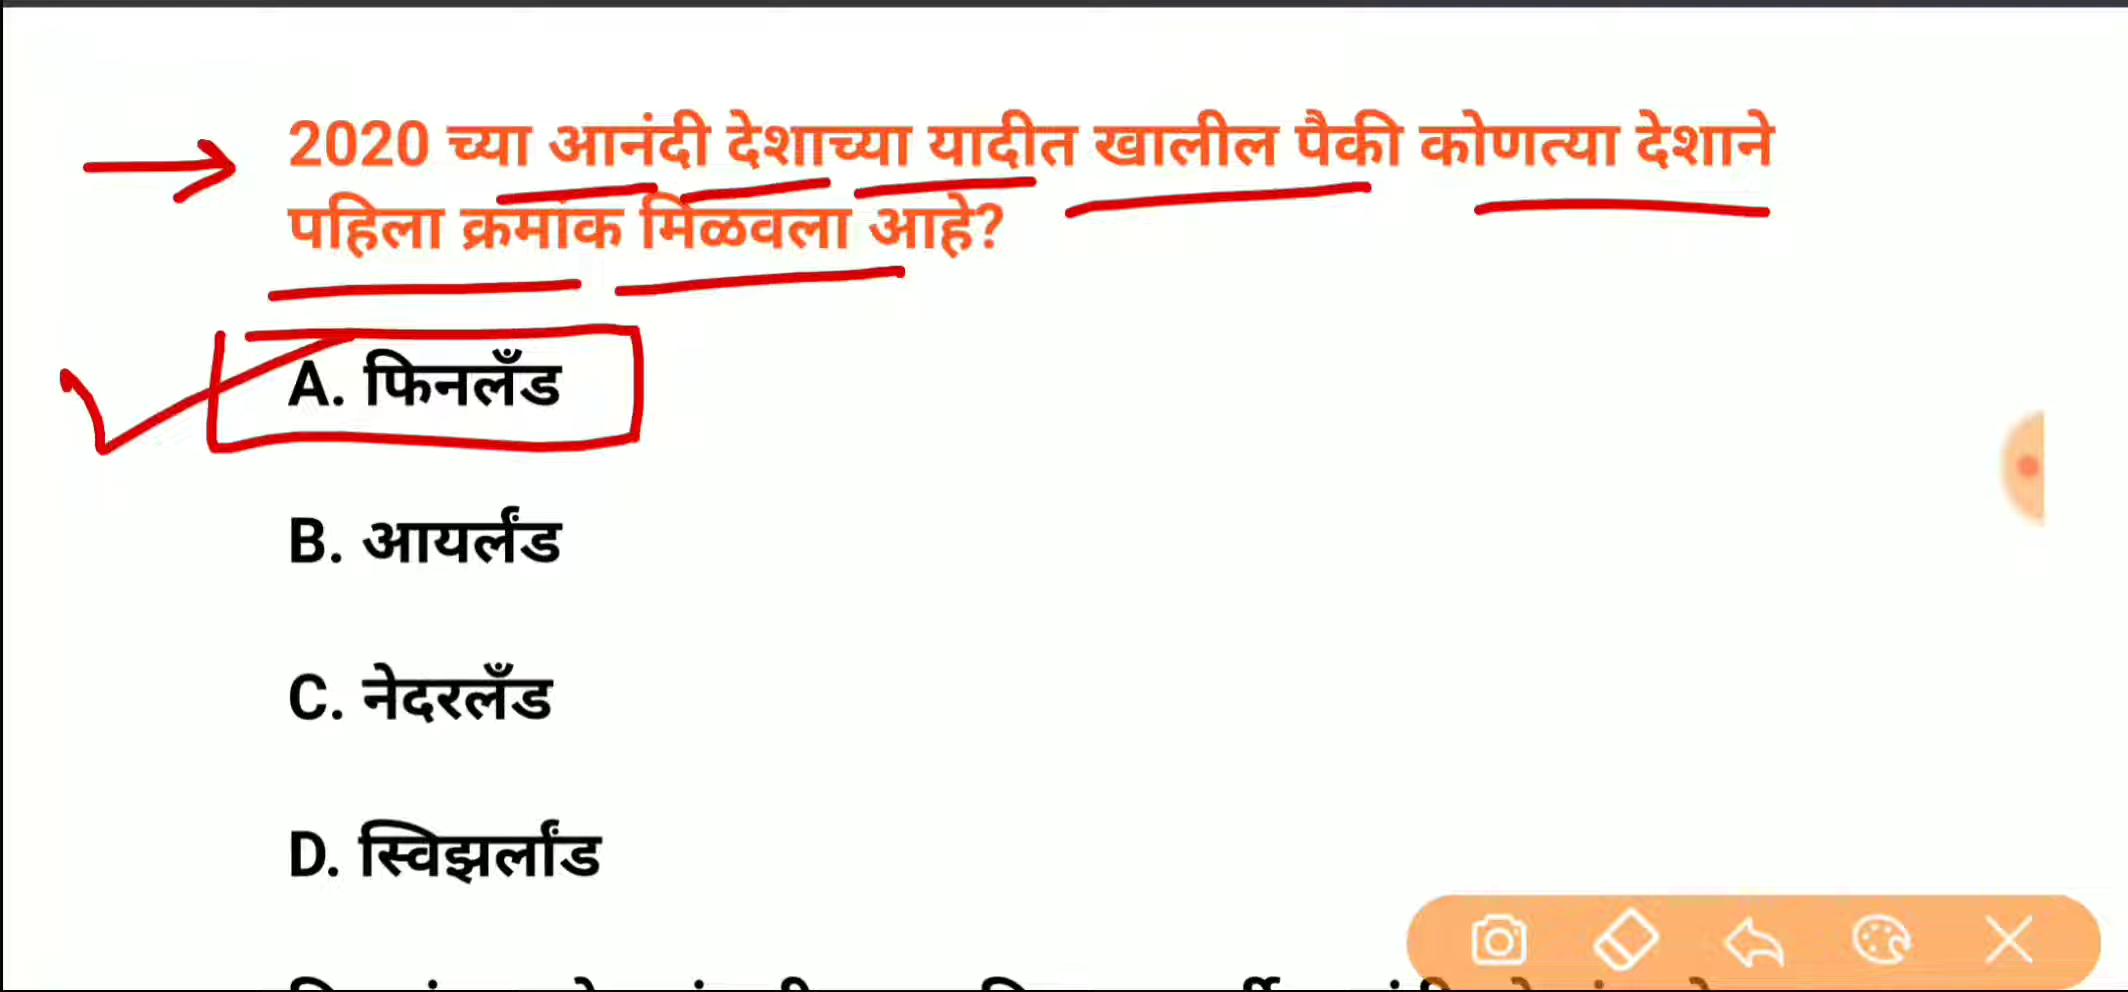 2020 च्या आनंदी देशाच्या यादीत खालील पैकी कोणत्या देशाने
पहिला क्रमांक मिळवला आहे?
A. फिनलँड
B. आयर्लंड
C. नेदरलँड
D. स्विझर्लांड